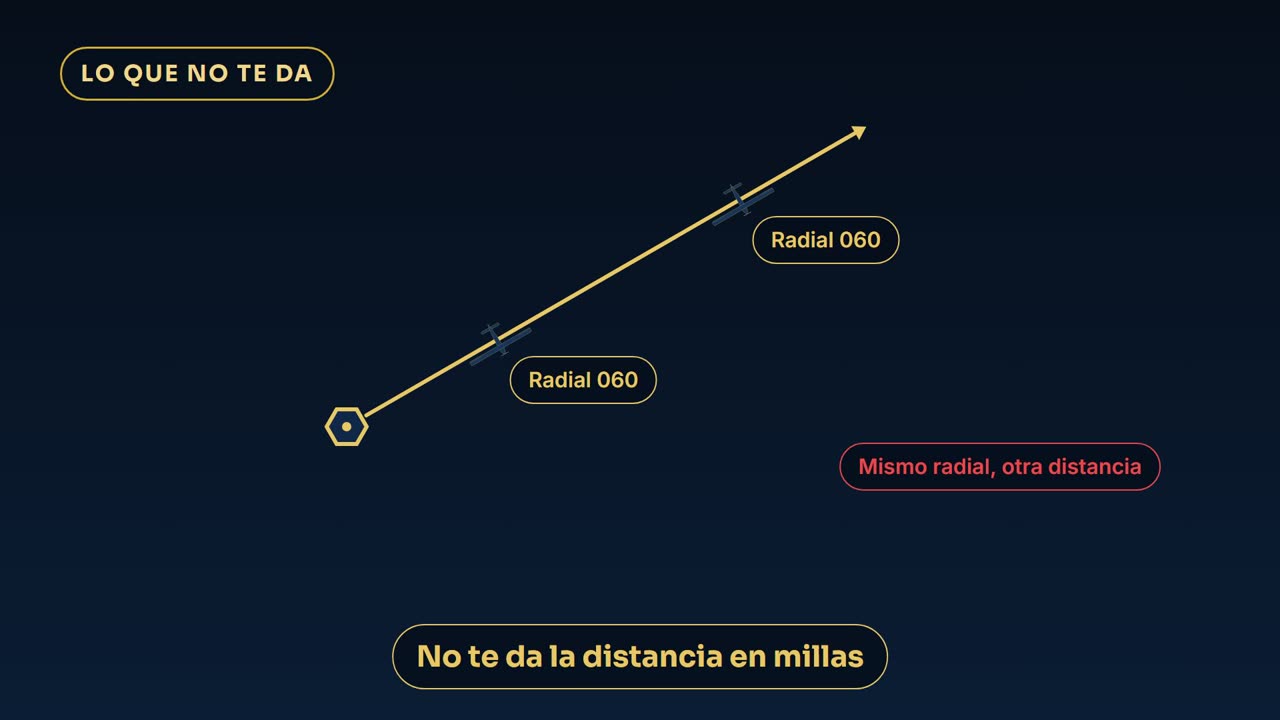 LO QUE NO TE DA
Radial 060
Radial 060
Mismo radial, otra distancia
No te da la distancia en millas